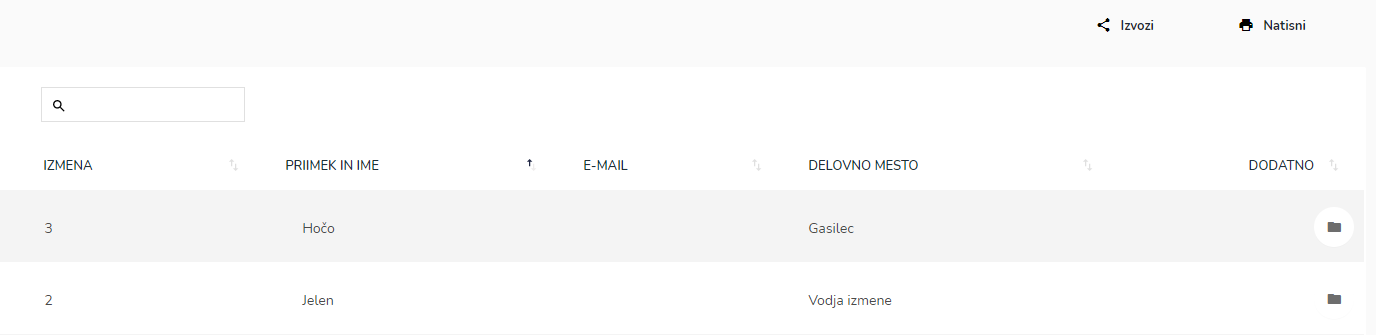 Izvozi Natisni
IZMENA PRIIMEK IN IME E-MAIL DELOVNO MESTO DODATNO
3 Hočo Gasilec
2 Jelen Vodja izmene